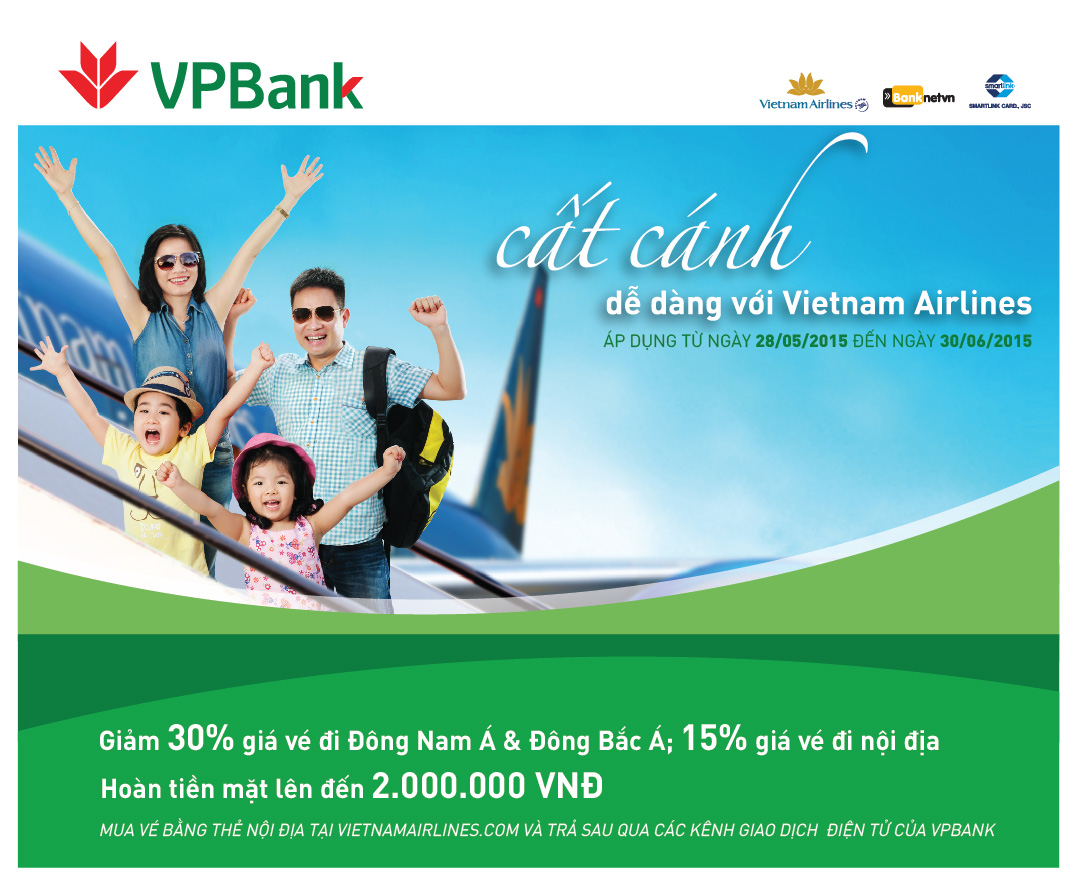 VPBank
Vietnam Airlines
Bank netvn
smartlink
SMARTLINK CARD., JSC
cất cánh
dễ dàng với Vietnam Airlines
ÁP DỤNG TỪ NGÀY 28/05/2015 ĐẾN NGÀY 30/06/2015
Giảm 30% giá vé đi Đông Nam Á & Đông Bắc Á; 15% giá vé đi nội địa
Hoàn tiền mặt lên đến 2.000.000 VNĐ
MUA VÉ BẰNG THẺ NỘI ĐỊA TẠI VIETNAMAIRLINES.COM VÀ TRẢ SAU QUA CÁC KÊNH GIAO DỊCH ĐIỆN TỬ CỦA VPBANK